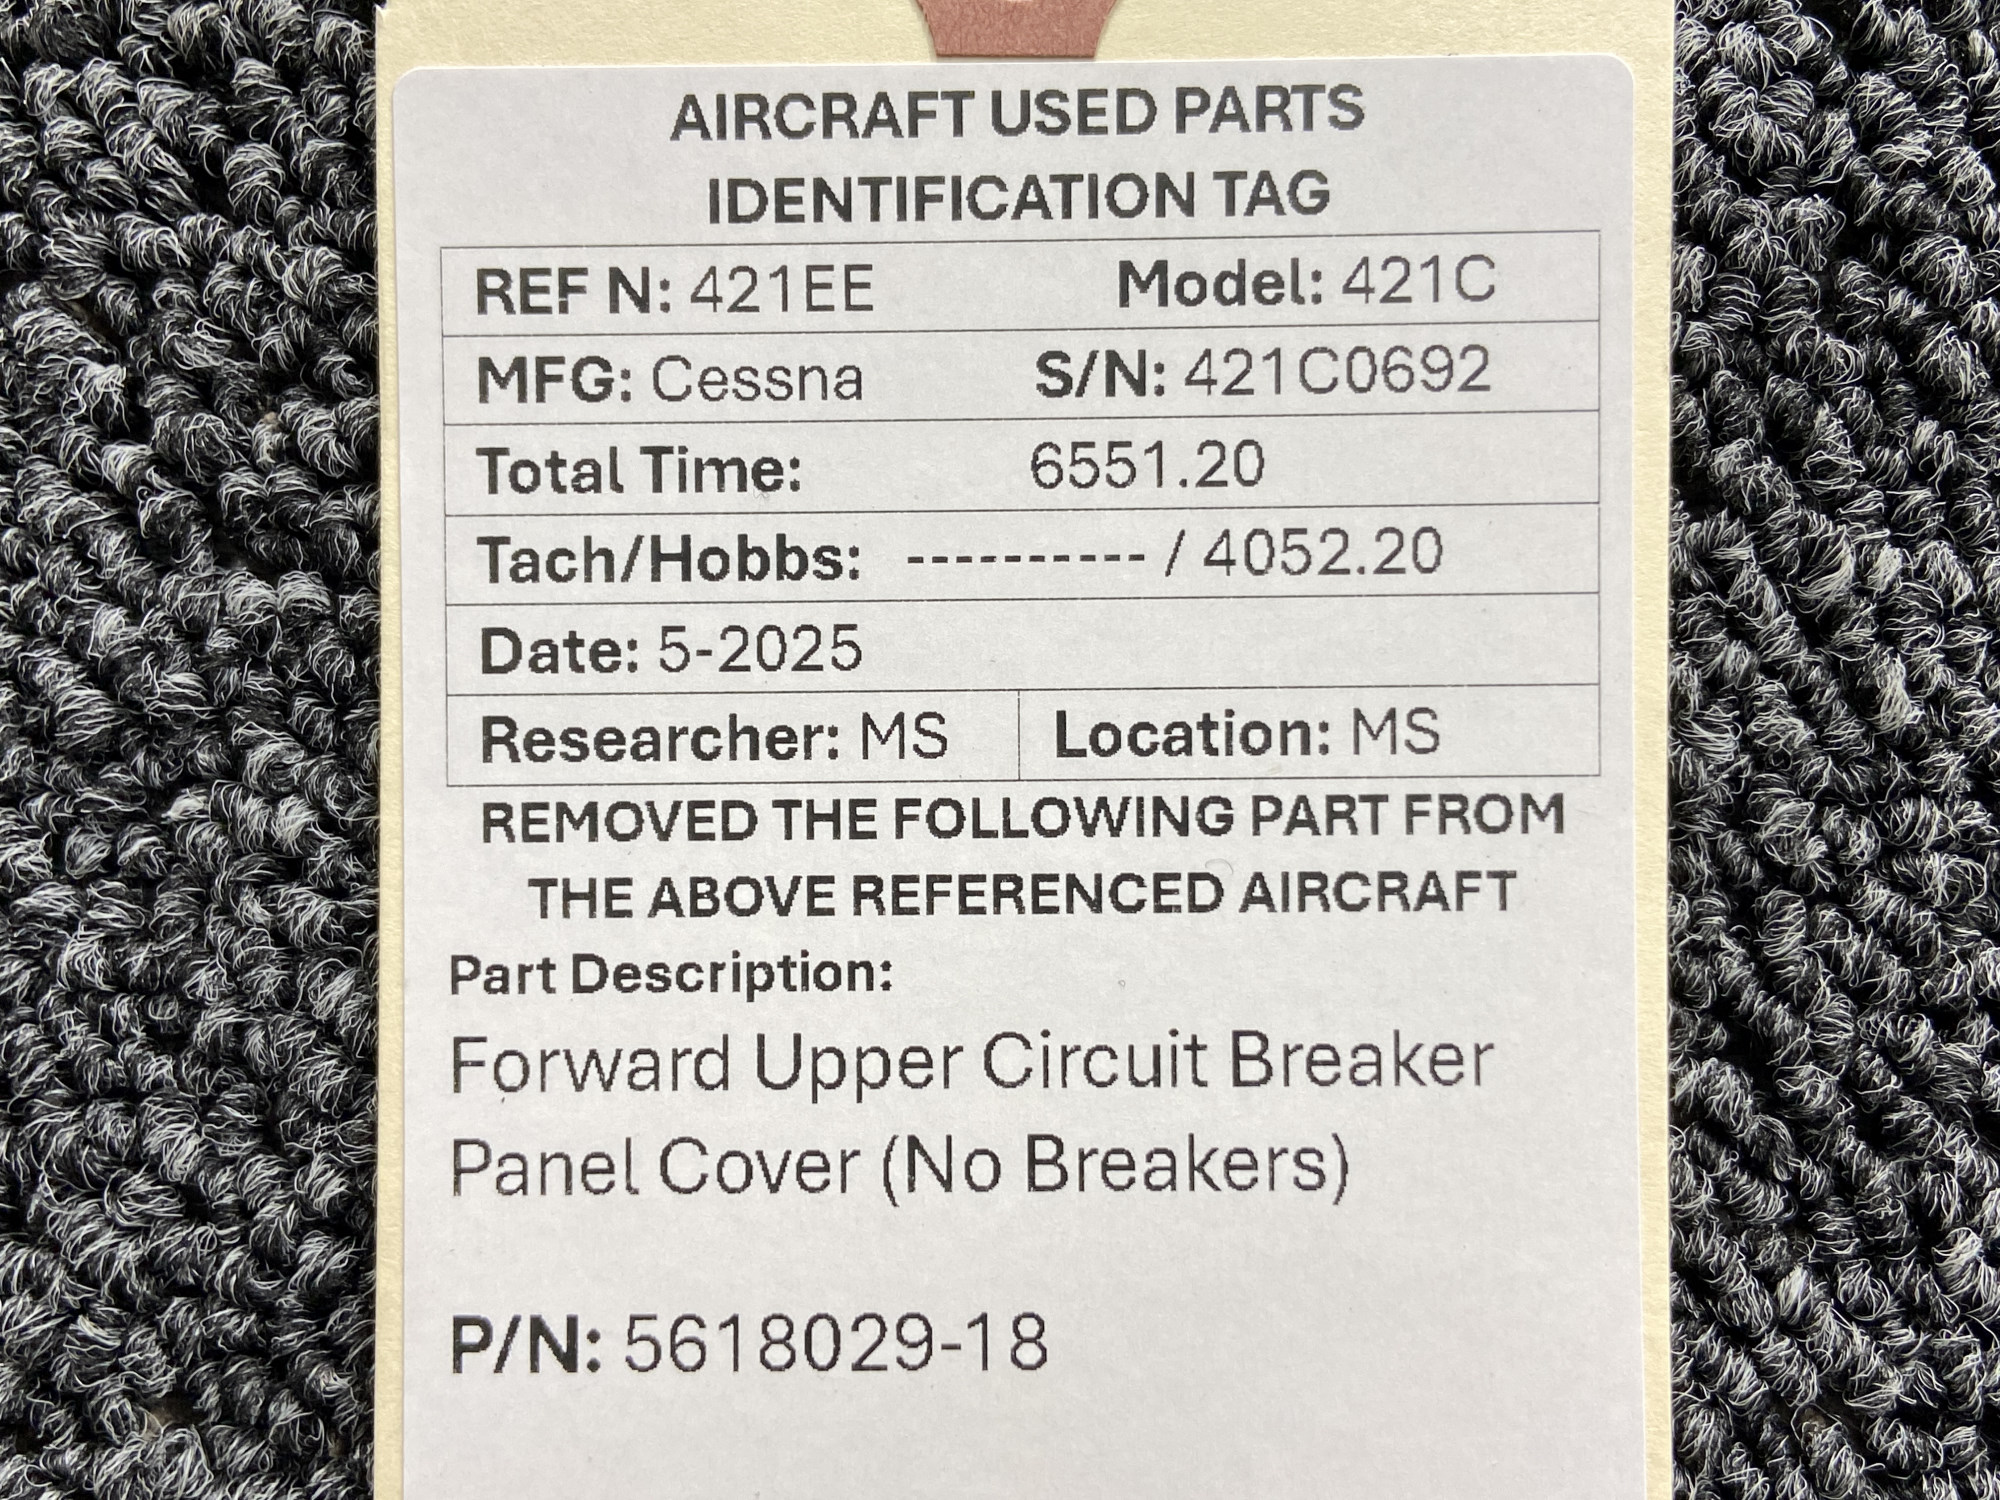 AIRCRAFT USED PARTS
IDENTIFICATION TAG
REF N: 421EE Model: 421C
MFG: Cessna S/N: 421C0692
Total Time: 6551.20
Tach/Hobbs: ---------- / 4052.20
Date: 5-2025
Researcher: MS Location: MS
REMOVED THE FOLLOWING PART FROM
THE ABOVE REFERENCED AIRCRAFT
Part Description:
Forward Upper Circuit Breaker
Panel Cover (No Breakers)
P/N: 5618029-18